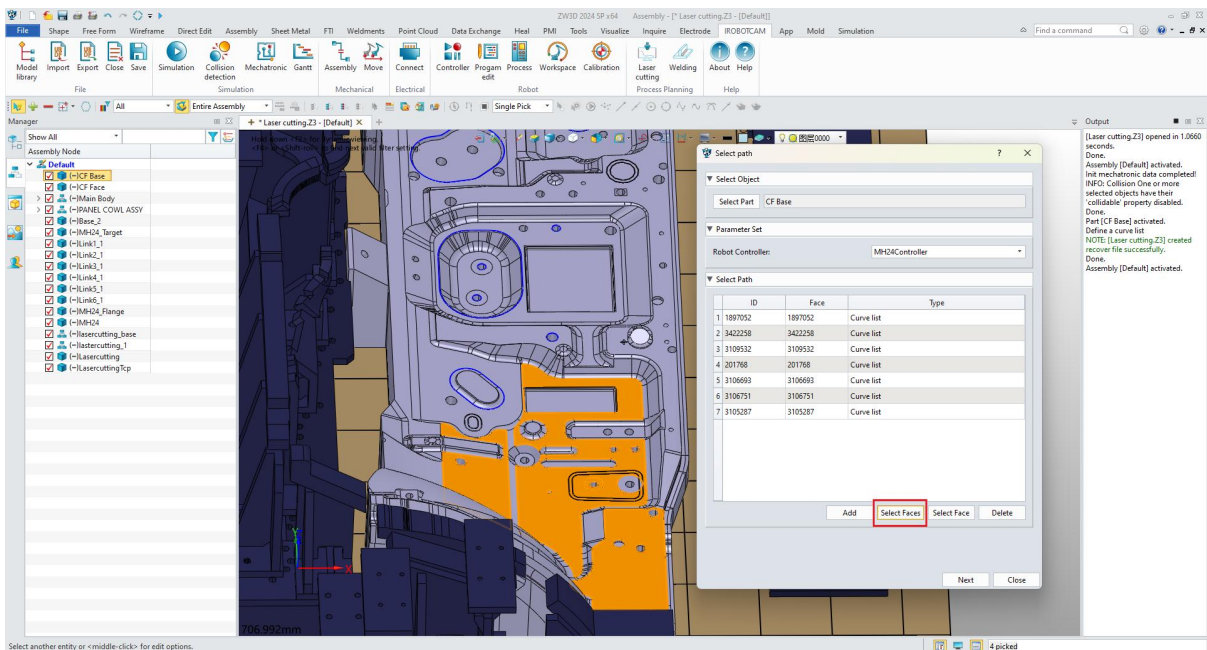 ZW3D 2024 SP x64 Assembly - [* Laser cutting.Z3 - [Default]]
File Shape Free Form Wireframe Direct Edit Assembly Sheet Metal FTI Weldments Point Cloud Data Exchange Heal PMI Tools Visualize Inquire Electrode IROBOTCAM App Mold Simulation Find a command
Model library Import Export Close Save Simulation Collision detection Mechatronic Gantt Assembly Move Connect Controller Progam edit Process Workspace Calibration Laser cutting Welding About Help
File Simulation Mechanical Electrical Robot Process Planning Help
All Entire Assembly Single Pick
Manager
* Laser cutting.Z3 - [Default]
Output
Show All
Assembly Node
Default
(-)CF Base
(-)CF Face
(-)Main Body
(-)PANEL COWL ASSY
(-)Base_2
(-)MH24_Target
(-)Link1_1
(-)Link2_1
(-)Link3_1
(-)Link4_1
(-)Link5_1
(-)Link6_1
(-)MH24_Flange
(-)MH24
(-)lasercutting_base
(-)lastercutting_1
(-)Lasercutting
(-)LasercuttingTcp
图层0000
Y
X
706.992mm
Select path
? X
Select Object
Select Part CF Base
Parameter Set
Robot Controller: MH24Controller
Select Path
ID Face Type
1 1897052 1897052 Curve list
2 3422258 3422258 Curve list
3 3109532 3109532 Curve list
4 201768 201768 Curve list
5 3106693 3106693 Curve list
6 3106751 3106751 Curve list
7 3105287 3105287 Curve list
Add Select Faces Select Face Delete
Next Close
[Laser cutting.Z3] opened in 1.0660
seconds.
Done.
Assembly [Default] activated.
Init mechatronic data completed!
INFO: Collision One or more
selected objects have their
'collidable' property disabled.
Done.
Part [CF Base] activated.
Define a curve list
NOTE: [Laser cutting.Z3] created
recover file successfully.
Done.
Assembly [Default] activated.
Select another entity or <middle-click> for edit options.
4 picked